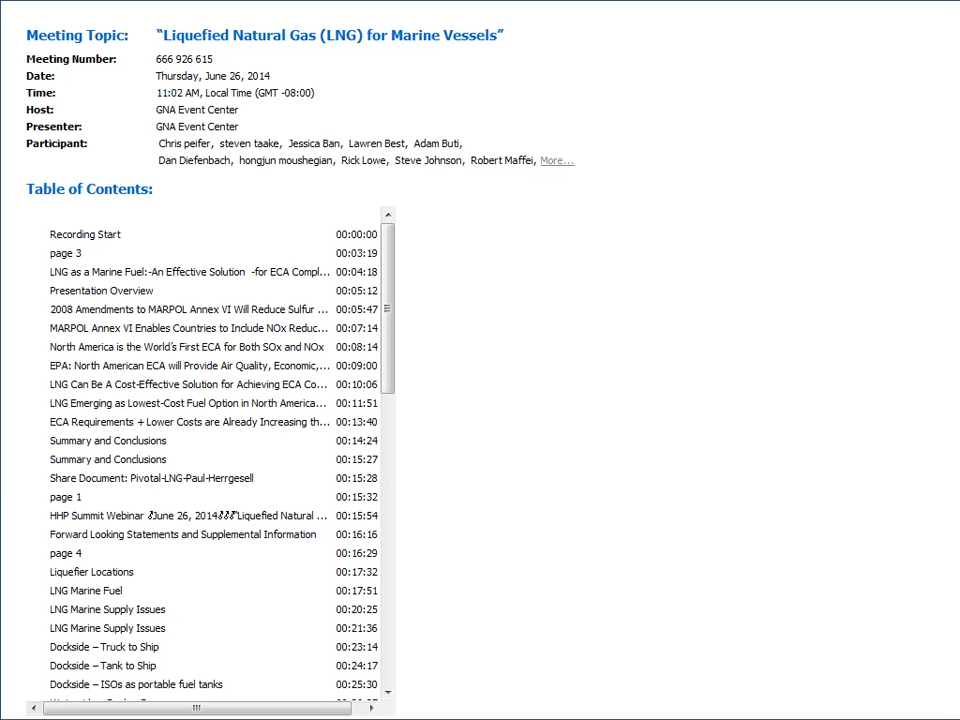 Meeting Topic: “Liquefied Natural Gas (LNG) for Marine Vessels”
Meeting Number: 666 926 615
Date: Thursday, June 26, 2014
Time: 11:02 AM, Local Time (GMT -08:00)
Host: GNA Event Center
Presenter: GNA Event Center
Participant: Chris peifer, steven taake, Jessica Ban, Lawren Best, Adam Buti,
Dan Diefenbach, hongjun moushegian, Rick Lowe, Steve Johnson, Robert Maffei, More...
Table of Contents:
Recording Start 00:00:00
page 3 00:03:19
LNG as a Marine Fuel:-An Effective Solution -for ECA Compl... 00:04:18
Presentation Overview 00:05:12
2008 Amendments to MARPOL Annex VI Will Reduce Sulfur ... 00:05:47
MARPOL Annex VI Enables Countries to Include NOx Reduc... 00:07:14
North America is the World’s First ECA for Both SOx and NOx 00:08:14
EPA: North American ECA will Provide Air Quality, Economic,... 00:09:00
LNG Can Be A Cost-Effective Solution for Achieving ECA Co... 00:10:06
LNG Emerging as Lowest-Cost Fuel Option in North America... 00:11:51
ECA Requirements + Lower Costs are Already Increasing th... 00:13:40
Summary and Conclusions 00:14:24
Summary and Conclusions 00:15:27
Share Document: Pivotal-LNG-Paul-Herrgesell 00:15:28
page 1 00:15:32
HHP Summit Webinar ♪June 26, 2014♪♪♪"Liquefied Natural ... 00:15:54
Forward Looking Statements and Supplemental Information 00:16:16
page 4 00:16:29
Liquefier Locations 00:17:32
LNG Marine Fuel 00:17:51
LNG Marine Supply Issues 00:20:25
LNG Marine Supply Issues 00:21:36
Dockside – Truck to Ship 00:23:14
Dockside – Tank to Ship 00:24:17
Dockside – ISOs as portable fuel tanks 00:25:30